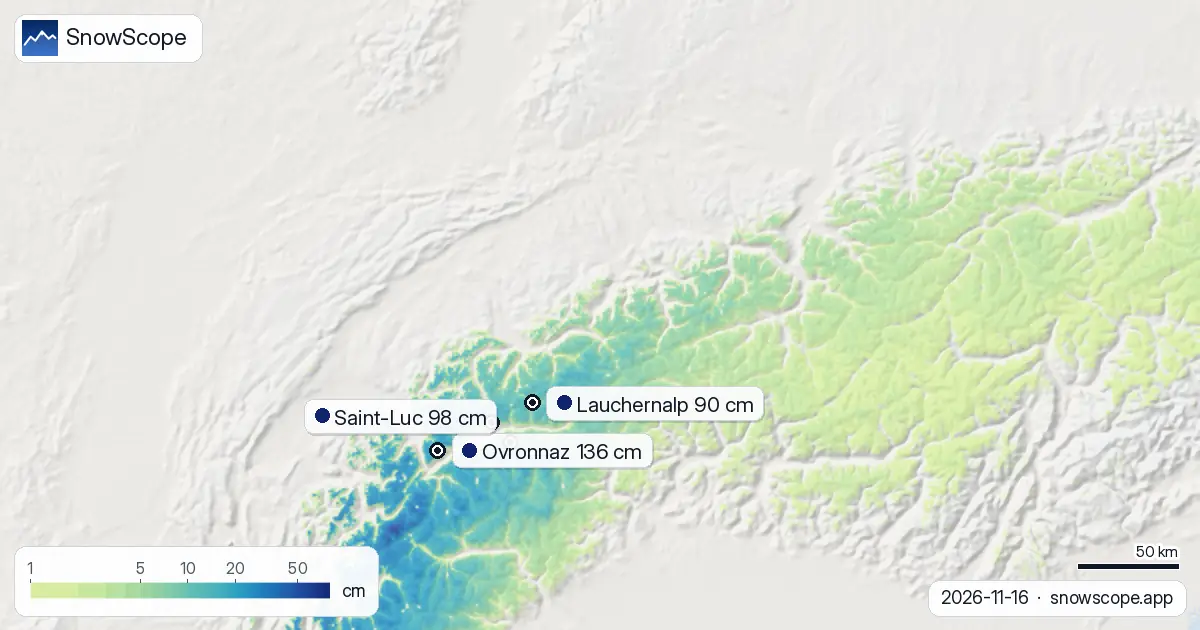 SnowScope
Lauchernalp 90 cm
Saint-Luc 98 cm
Ovronnaz 136 cm
1 5 10 20 50
cm
50 km
2026-11-16 · snowscope.app